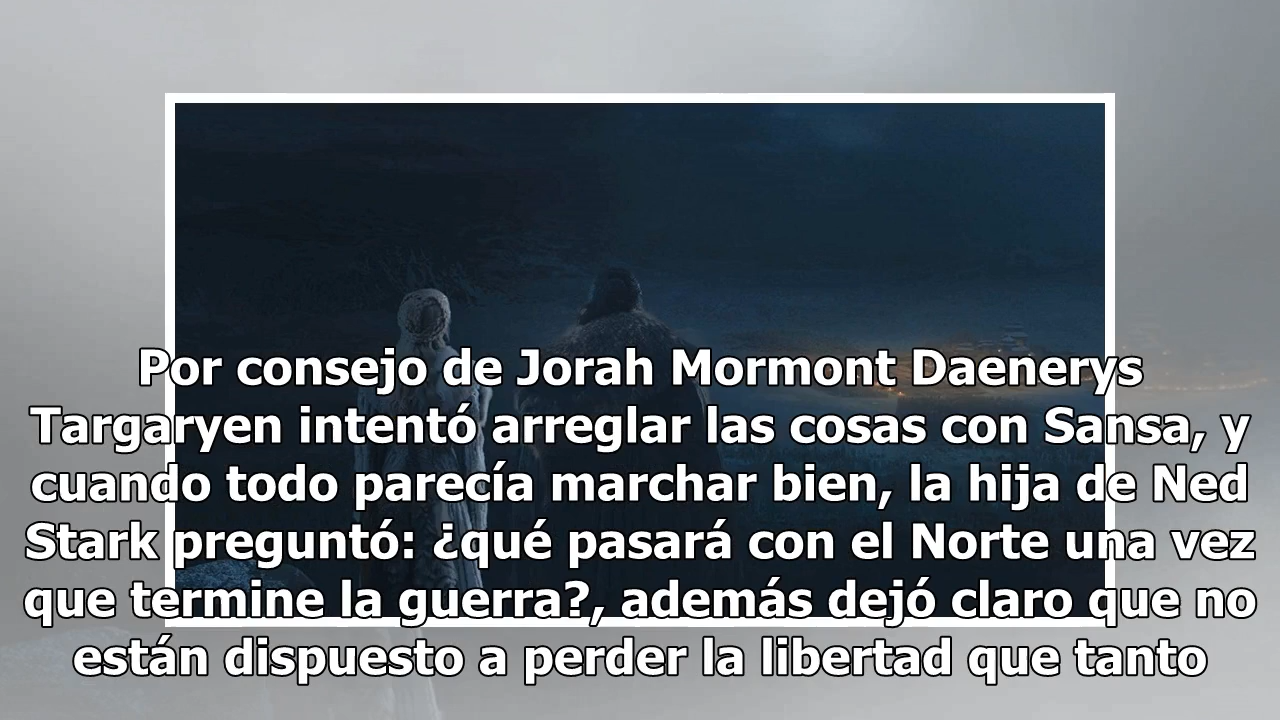 Por consejo de Jorah Mormont Daenerys
Targaryen intentó arreglar las cosas con Sansa, y
cuando todo parecía marchar bien, la hija de Ned
Stark preguntó: ¿qué pasará con el Norte una vez
que termine la guerra?, además dejó claro que no
están dispuesto a perder la libertad que tanto